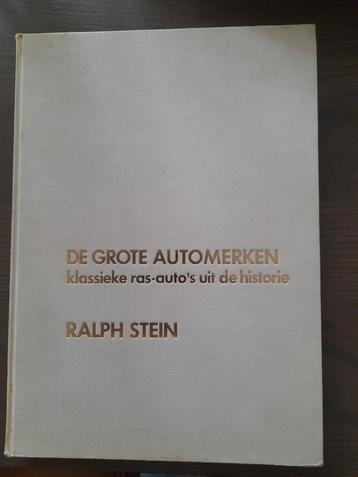 DE GROTE AUTOMERKEN
klassieke ras-auto's uit de historie
RALPH STEIN